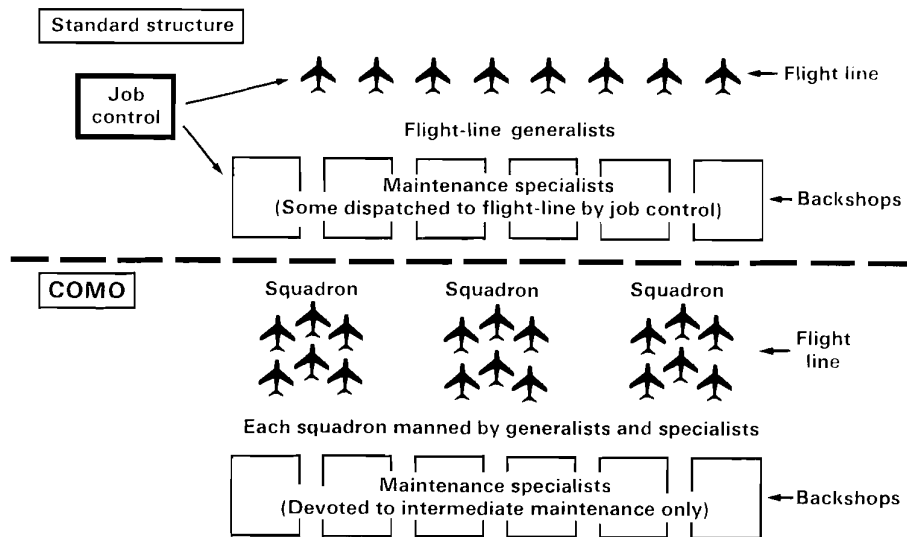 Standard structure
Job
control
Flight line
Flight-line generalists
Maintenance specialists
(Some dispatched to flight-line by job control)
Backshops
COMO
Squadron
Squadron
Squadron
Flight
line
Each squadron manned by generalists and specialists
Maintenance specialists
(Devoted to intermediate maintenance only)
Backshops